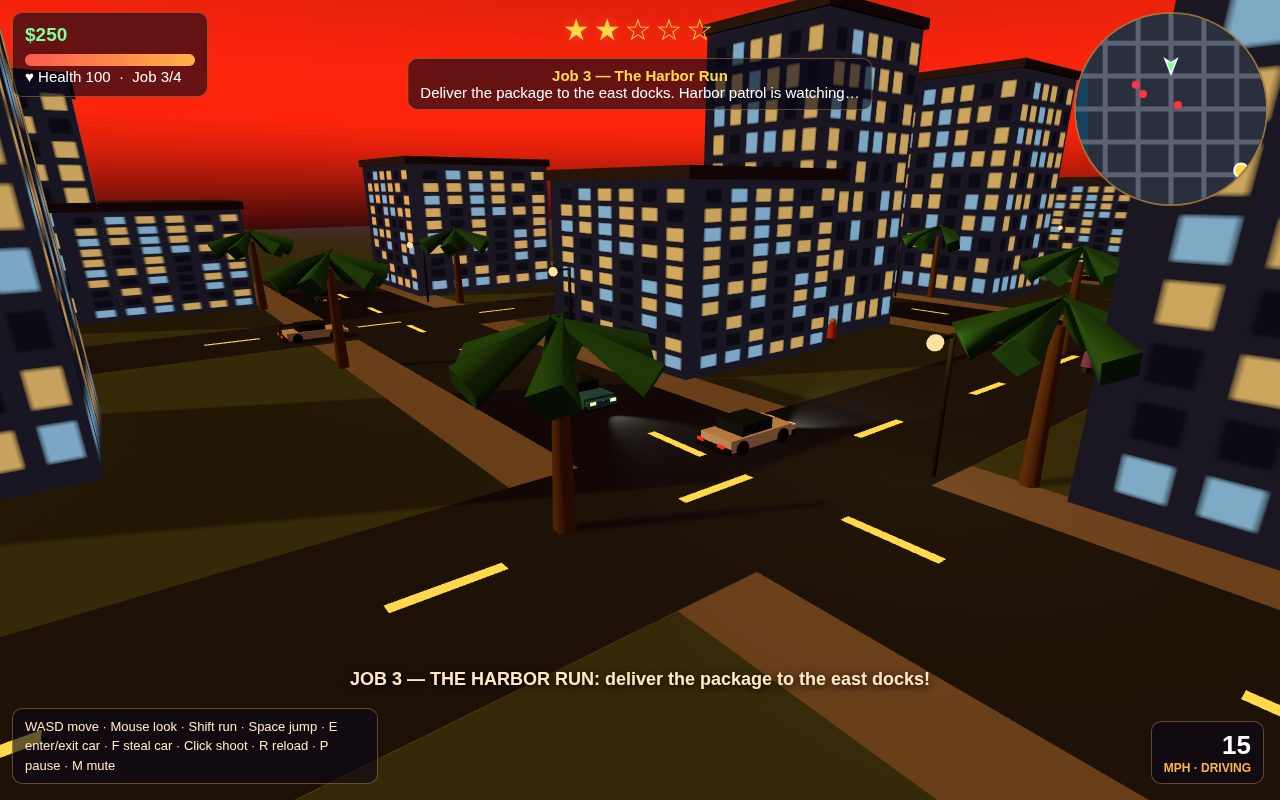 $250
♥ Health 100 · Job 3/4
★★☆☆☆
Job 3 — The Harbor Run
Deliver the package to the east docks. Harbor patrol is watching…
JOB 3 — THE HARBOR RUN: deliver the package to the east docks!
WASD move · Mouse look · Shift run · Space jump · E
enter/exit car · F steal car · Click shoot · R reload · P
pause · M mute
15
MPH · DRIVING